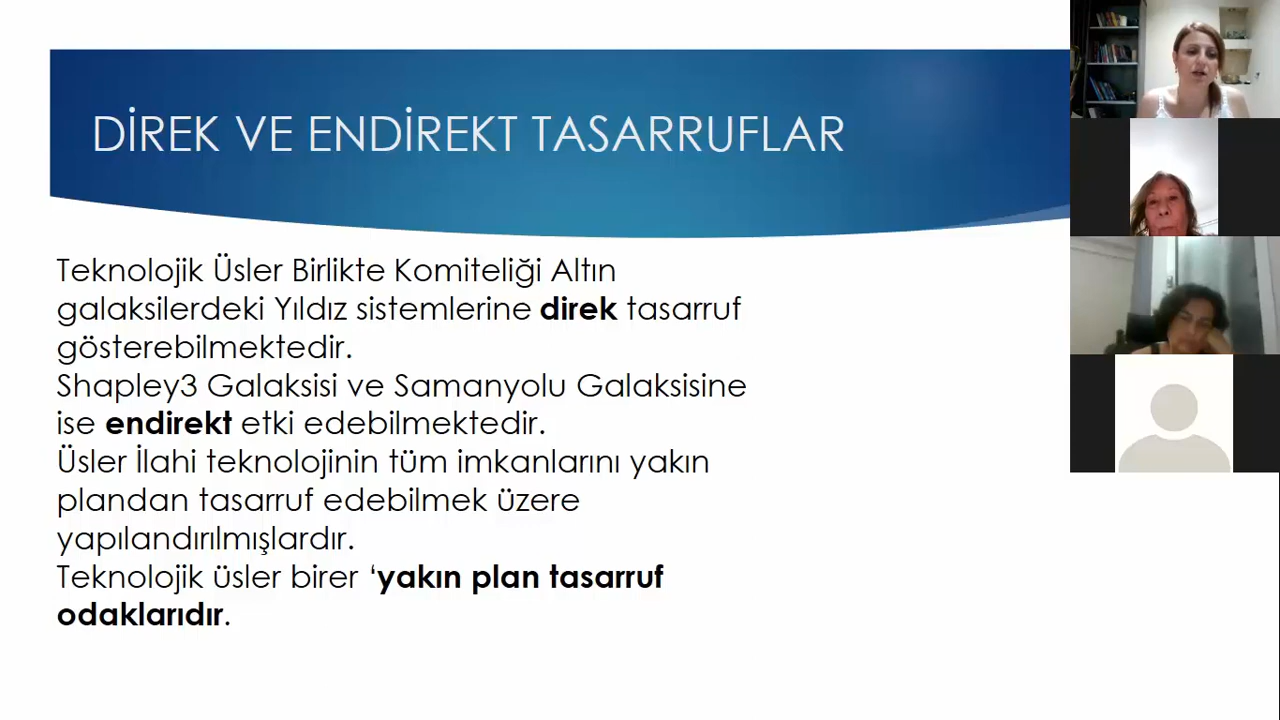 DİREK VE ENDİREKT TASARRUFLAR
Teknolojik Üsler Birlikte Komiteliği Altın
galaksilerdeki Yıldız sistemlerine direk tasarruf
gösterebilmektedir.
Shapley3 Galaksisi ve Samanyolu Galaksisine
ise endirekt etki edebilmektedir.
Üsler İlahi teknolojinin tüm imkanlarını yakın
plandan tasarruf edebilmek üzere
yapılandırılmışlardır.
Teknolojik üsler birer ‘yakın plan tasarruf
odaklarıdır.